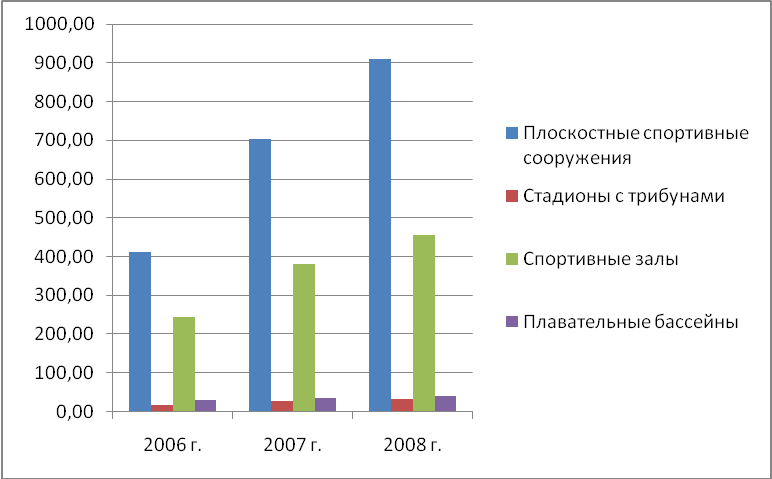 1000,00
900,00
800,00
700,00
600,00
500,00
400,00
300,00
200,00
100,00
0,00
2006 г.
2007 г.
2008 г.
Плоскостные спортивные
сооружения
Стадионы с трибунами
Спортивные залы
Плавательные бассейны